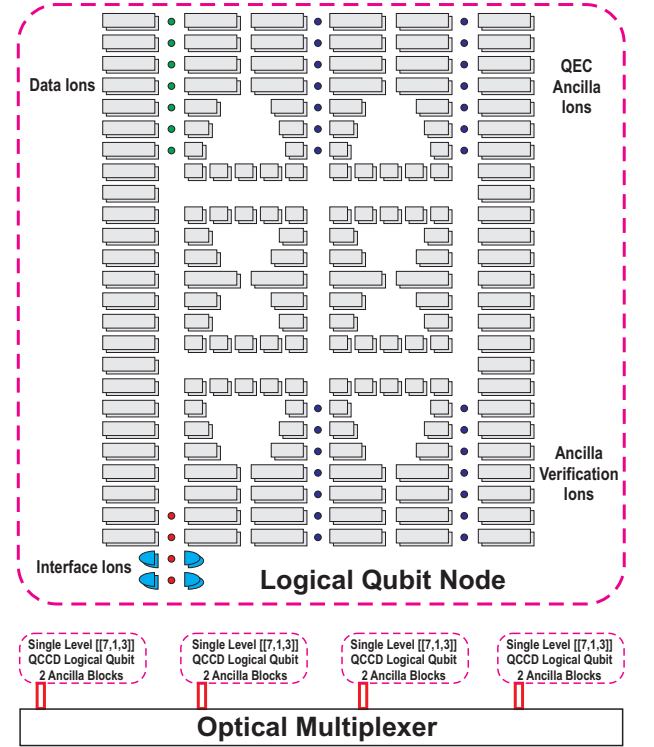 Data Ions
QEC
Ancilla
Ions
Ancilla
Verification
Ions
Interface Ions
Logical Qubit Node
Single Level [[7,1,3]]
QCCD Logical Qubit
2 Ancilla Blocks
Single Level [[7,1,3]]
QCCD Logical Qubit
2 Ancilla Blocks
Single Level [[7,1,3]]
QCCD Logical Qubit
2 Ancilla Blocks
Single Level [[7,1,3]]
QCCD Logical Qubit
2 Ancilla Blocks
Optical Multiplexer